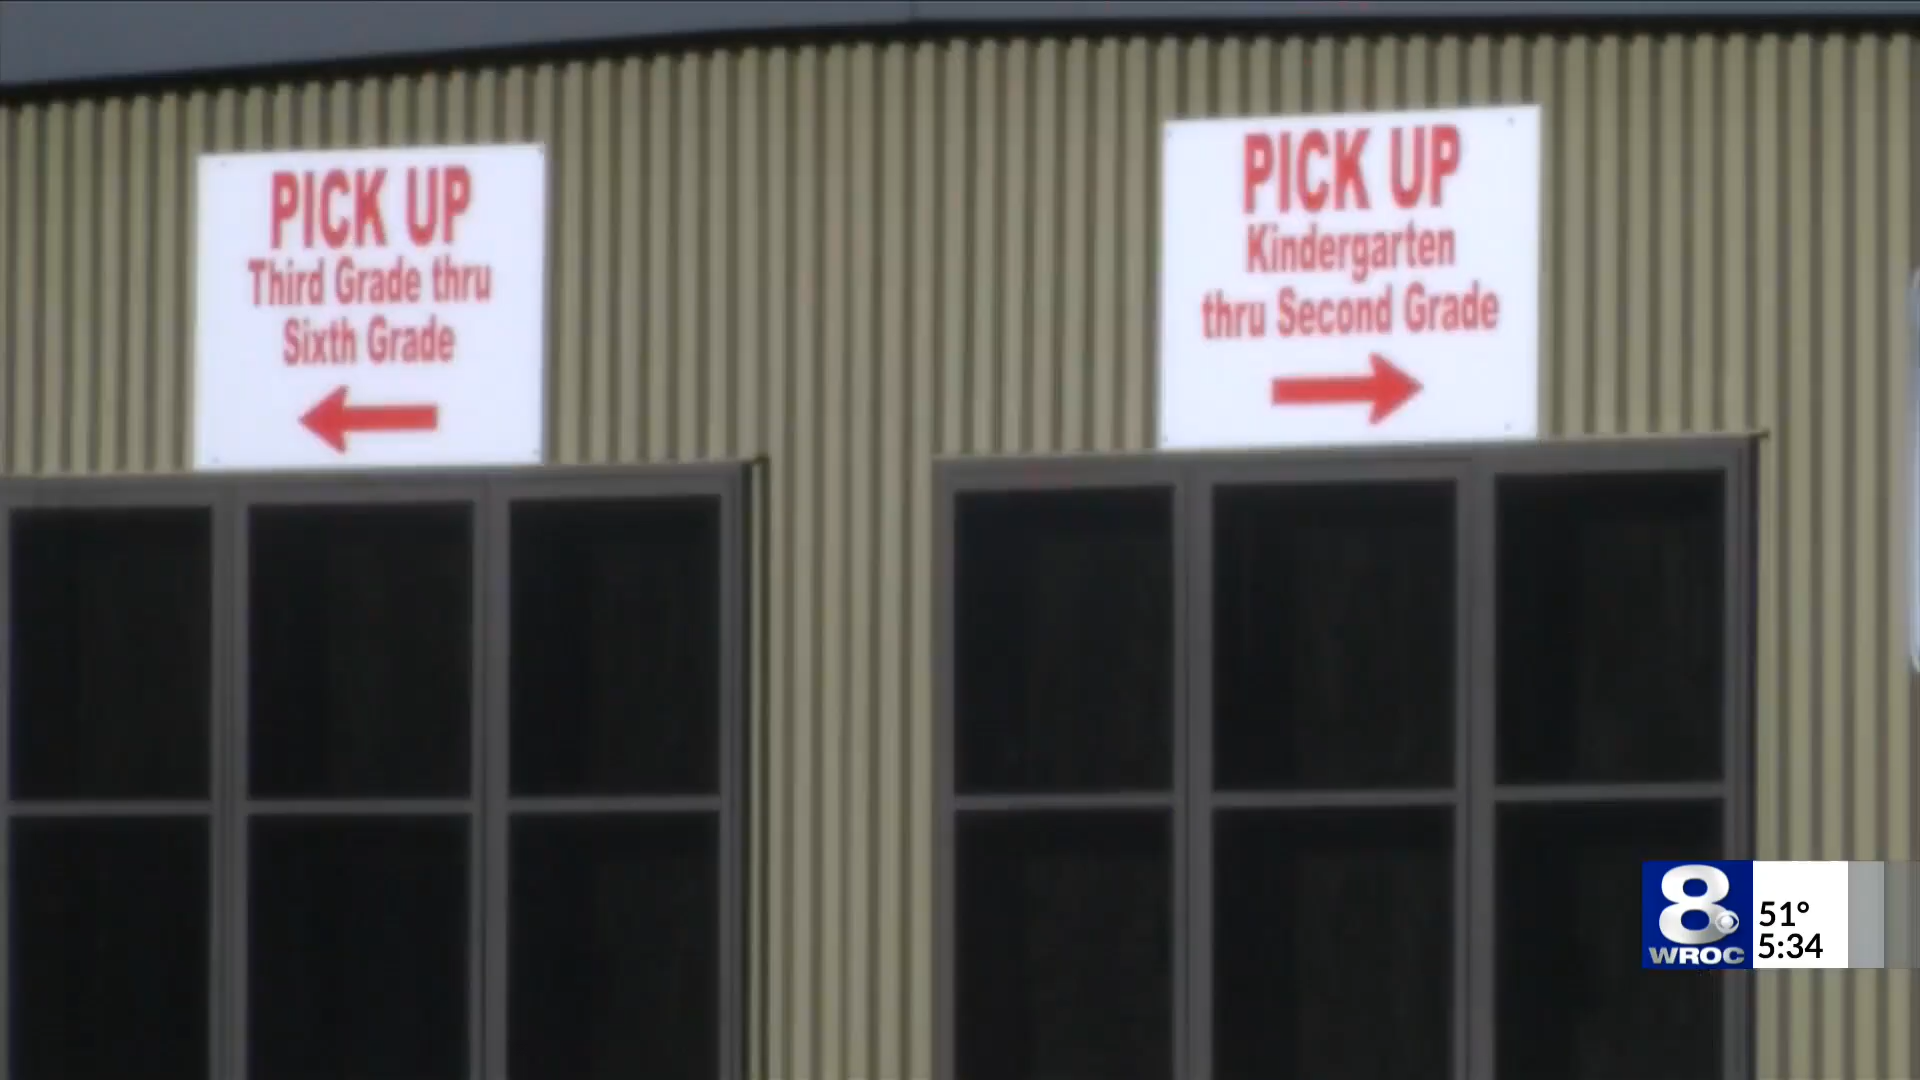 PICK UP
Third Grade thru
Sixth Grade
PICK UP
Kindergarten
thru Second Grade
8
WROC
51°
5:34